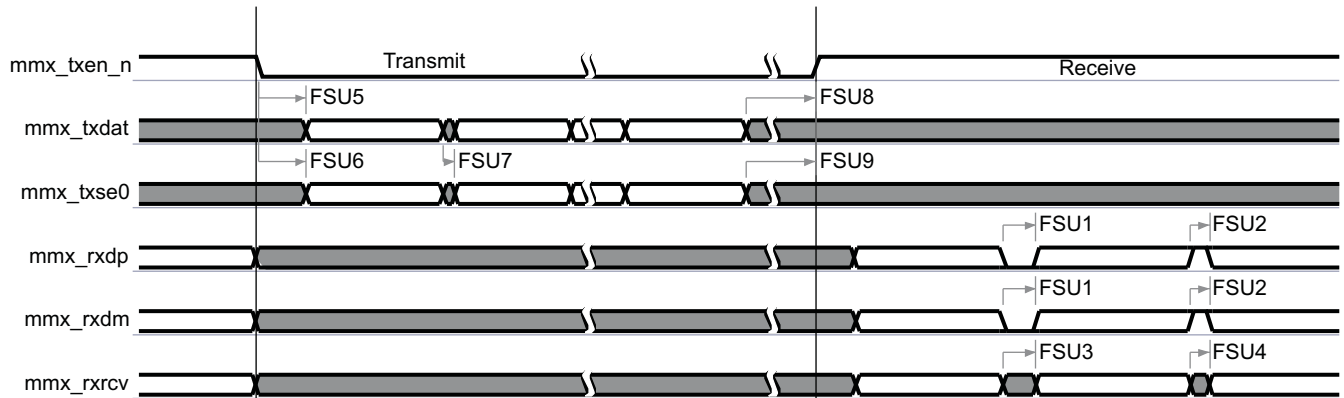 mmx_txen_n Transmit Receive
FSU5 FSU8
mmx_txdat
FSU6 FSU7 FSU9
mmx_txse0
FSU1 FSU2
mmx_rxdp
FSU1 FSU2
mmx_rxdm
FSU3 FSU4
mmx_rxrcv